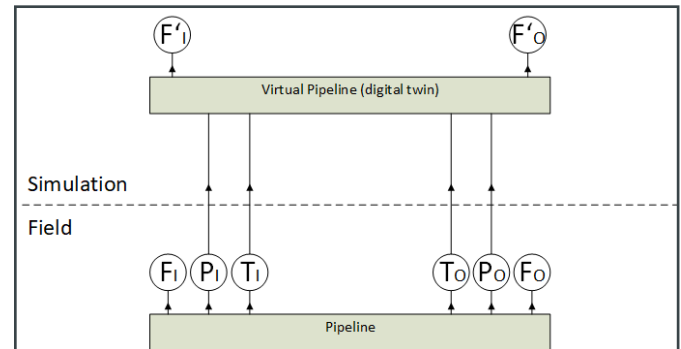 F'I F'O
Virtual Pipeline (digital twin)
Simulation
Field
FI PI TI TO PO FO
Pipeline